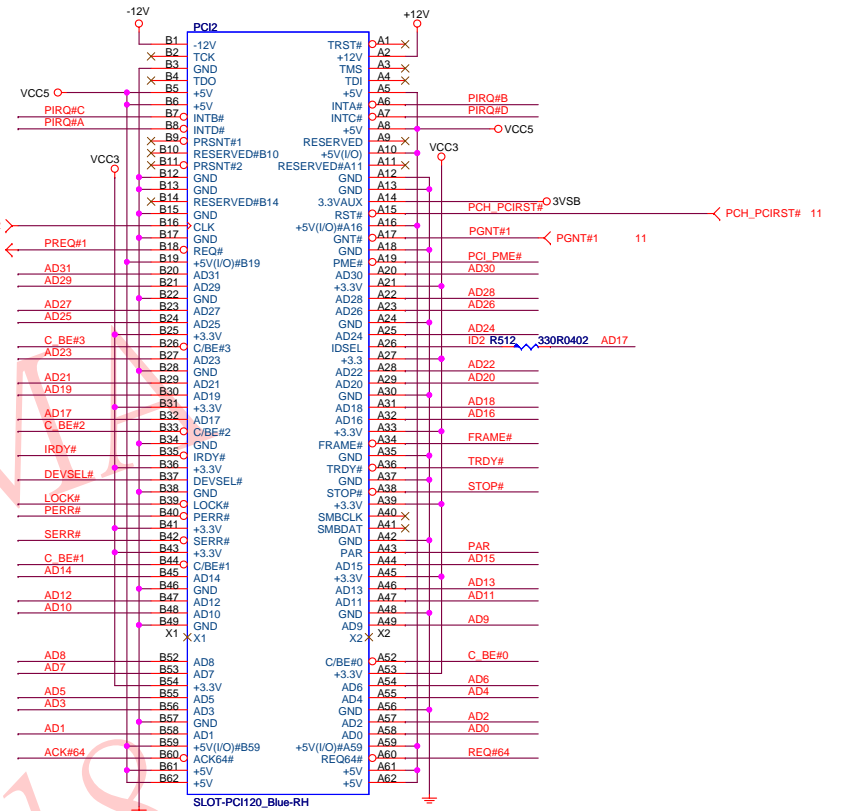 -12V +12V
PCI2
B1 -12V TRST# A1
B2 TCK +12V A2
B3 GND TMS A3
B4 TDO TDI A4
VCC5 B5 +5V +5V A5
B6 +5V INTA# A6 PIRQ#B
PIRQ#C B7 INTB# INTC# A7 PIRQ#D
PIRQ#A B8 INTD# +5V A8 VCC5
B9 PRSNT#1 RESERVED A9
B10 RESERVED#B10 +5V(I/O) A10
VCC3 B11 PRSNT#2 RESERVED#A11 A11 VCC3
B12 GND GND A12
B13 GND GND A13
B14 RESERVED#B14 3.3VAUX A14 3VSB
B15 GND RST# A15 PCH_PCIRST# PCH_PCIRST# 11
B16 CLK +5V(I/O)#A16 A16
B17 GND GNT# A17 PGNT#1 PGNT#1 11
PREQ#1 B18 REQ# GND A18
B19 +5V(I/O)#B19 PME# A19 PCI_PME#
AD31 B20 AD31 AD30 A20 AD30
AD29 B21 AD29 +3.3V A21
B22 GND AD28 A22 AD28
AD27 B23 AD27 AD26 A23 AD26
AD25 B24 AD25 GND A24
B25 +3.3V AD24 A25 AD24
C_BE#3 B26 C/BE#3 IDSEL A26 ID2 R512 330R0402 AD17
AD23 B27 AD23 +3.3 A27
B28 GND AD22 A28 AD22
AD21 B29 AD21 AD20 A29 AD20
AD19 B30 AD19 GND A30
B31 +3.3V AD18 A31 AD18
AD17 B32 AD17 AD16 A32 AD16
C_BE#2 B33 C/BE#2 +3.3V A33
B34 GND FRAME# A34 FRAME#
IRDY# B35 IRDY# GND A35
B36 +3.3V TRDY# A36 TRDY#
DEVSEL# B37 DEVSEL# GND A37
B38 GND STOP# A38 STOP#
LOCK# B39 LOCK# +3.3V A39
PERR# B40 PERR# SMBCLK A40
B41 +3.3V SMBDAT A41
SERR# B42 SERR# GND A42
B43 +3.3V PAR A43 PAR
C_BE#1 B44 C/BE#1 AD15 A44 AD15
AD14 B45 AD14 +3.3V A45
B46 GND AD13 A46 AD13
AD12 B47 AD12 AD11 A47 AD11
AD10 B48 AD10 GND A48
B49 GND AD9 A49 AD9
X1 X1 X2 X2
AD8 B52 AD8 C/BE#0 A52 C_BE#0
AD7 B53 AD7 +3.3V A53
B54 +3.3V AD6 A54 AD6
AD5 B55 AD5 AD4 A55 AD4
AD3 B56 AD3 GND A56
B57 GND AD2 A57 AD2
AD1 B58 AD1 AD0 A58 AD0
B59 +5V(I/O)#B59 +5V(I/O)#A59 A59
ACK#64 B60 ACK64# REQ64# A60 REQ#64
B61 +5V +5V A61
B62 +5V +5V A62
SLOT-PCI120_Blue-RH